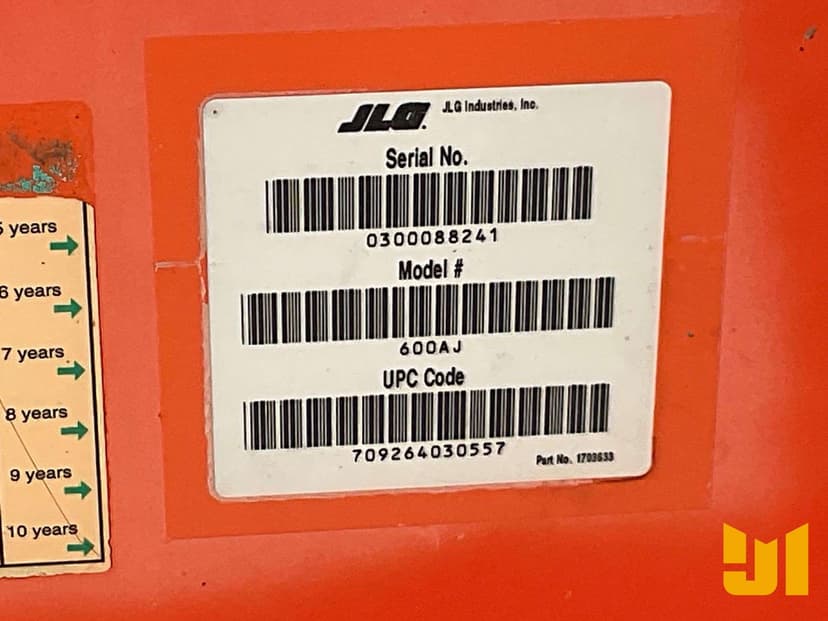 JLG. JLG Industries, Inc.
Serial No.
0300088241
Model #
600AJ
UPC Code
709264030557
Part No. 1703633
5 years
6 years
7 years
8 years
9 years
10 years